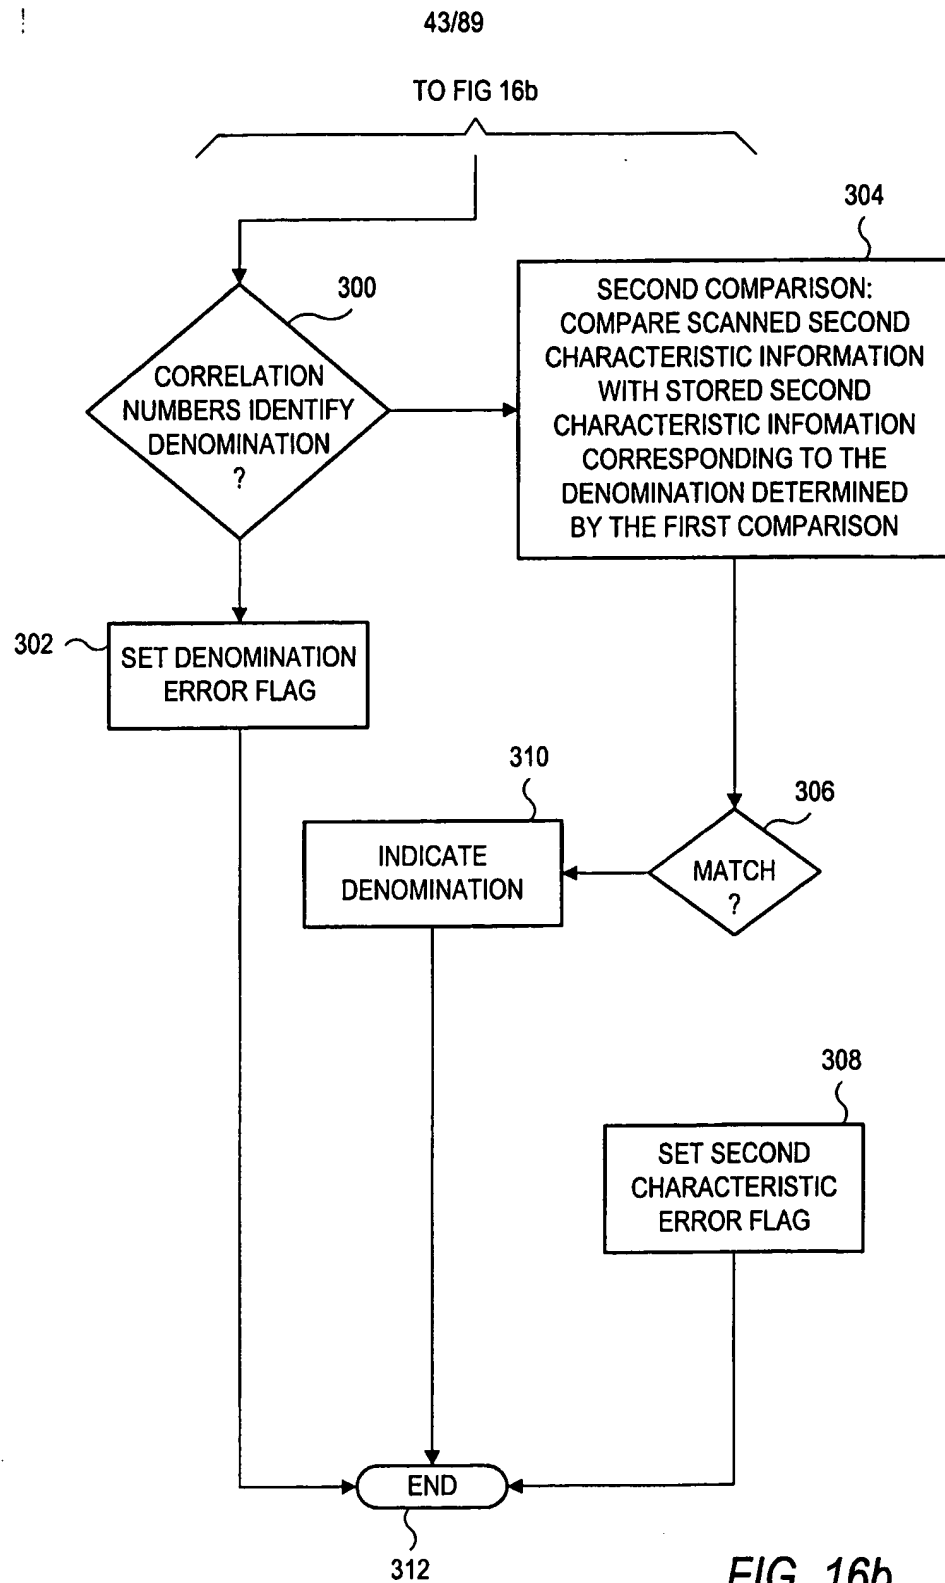 43/89
TO FIG 16b
300
CORRELATION
NUMBERS IDENTIFY
DENOMINATION
?
304
SECOND COMPARISON:
COMPARE SCANNED SECOND
CHARACTERISTIC INFORMATION
WITH STORED SECOND
CHARACTERISTIC INFOMATION
CORRESPONDING TO THE
DENOMINATION DETERMINED
BY THE FIRST COMPARISON
302
SET DENOMINATION
ERROR FLAG
310
INDICATE
DENOMINATION
306
MATCH
?
308
SET SECOND
CHARACTERISTIC
ERROR FLAG
END
312
FIG. 16b